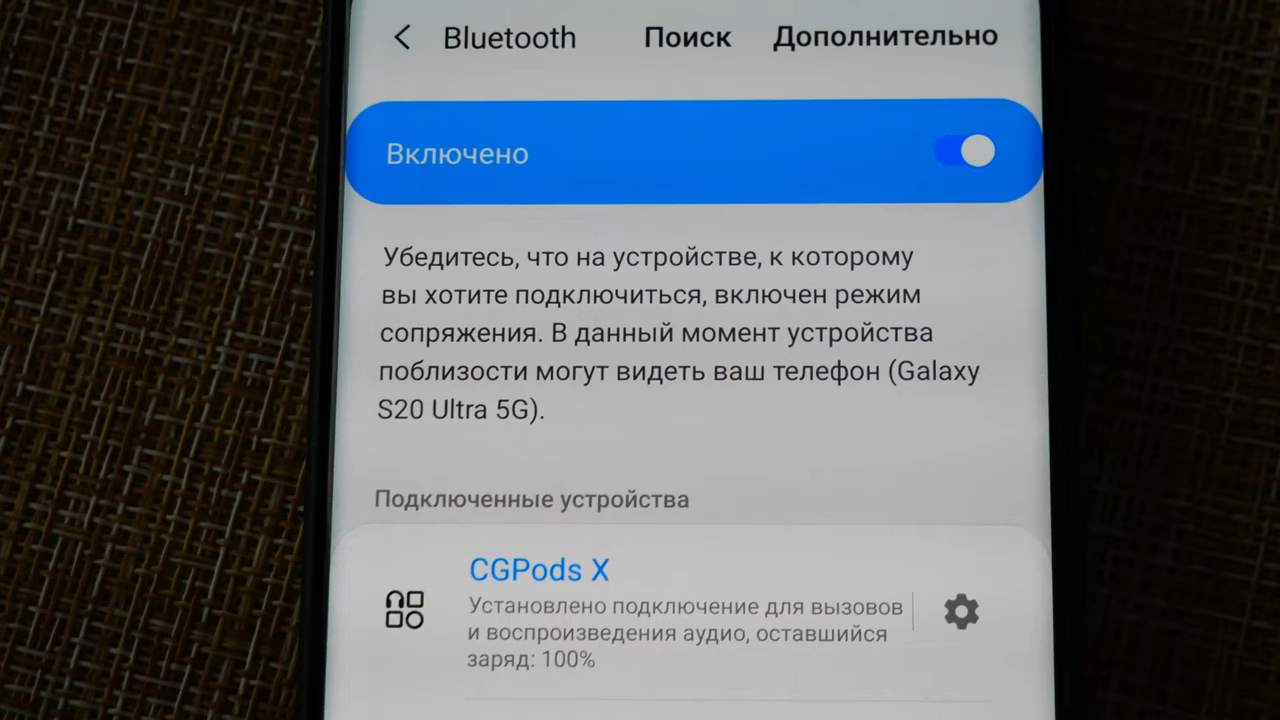 Bluetooth Поиск Дополнительно
Включено
Убедитесь, что на устройстве, к которому
вы хотите подключиться, включен режим
сопряжения. В данный момент устройства
поблизости могут видеть ваш телефон (Galaxy
S20 Ultra 5G).
Подключенные устройства
CGPods X
Установлено подключение для вызовов
и воспроизведения аудио, оставшийся
заряд: 100%